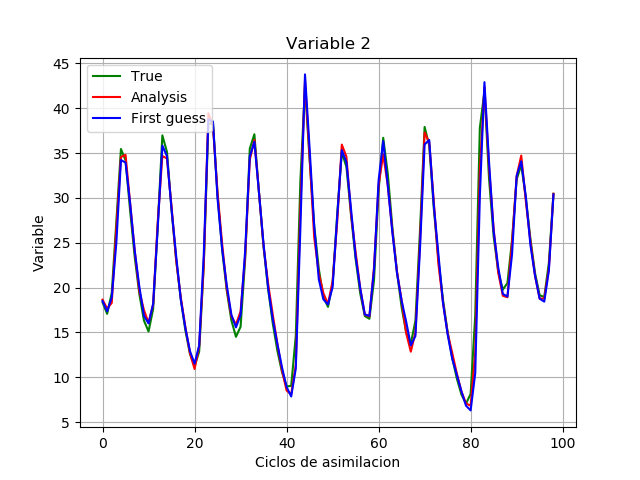 Variable 2
45
40
35
30
25
20
15
10
5
Variable
True
Analysis
First guess
0
20
40
60
80
100
Ciclos de asimilacion